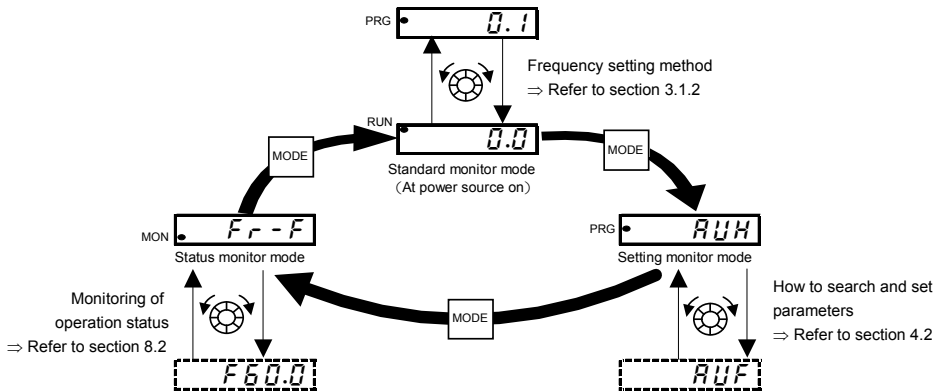 PRG
0.1
Frequency setting method
⇒ Refer to section 3.1.2
RUN
0.0
MODE
MODE
Standard monitor mode
(At power source on)
MON
Fr-F
Status monitor mode
PRG
AUH
Setting monitor mode
Monitoring of
operation status
⇒ Refer to section 8.2
MODE
How to search and set
parameters
⇒ Refer to section 4.2
F60.0
AUF